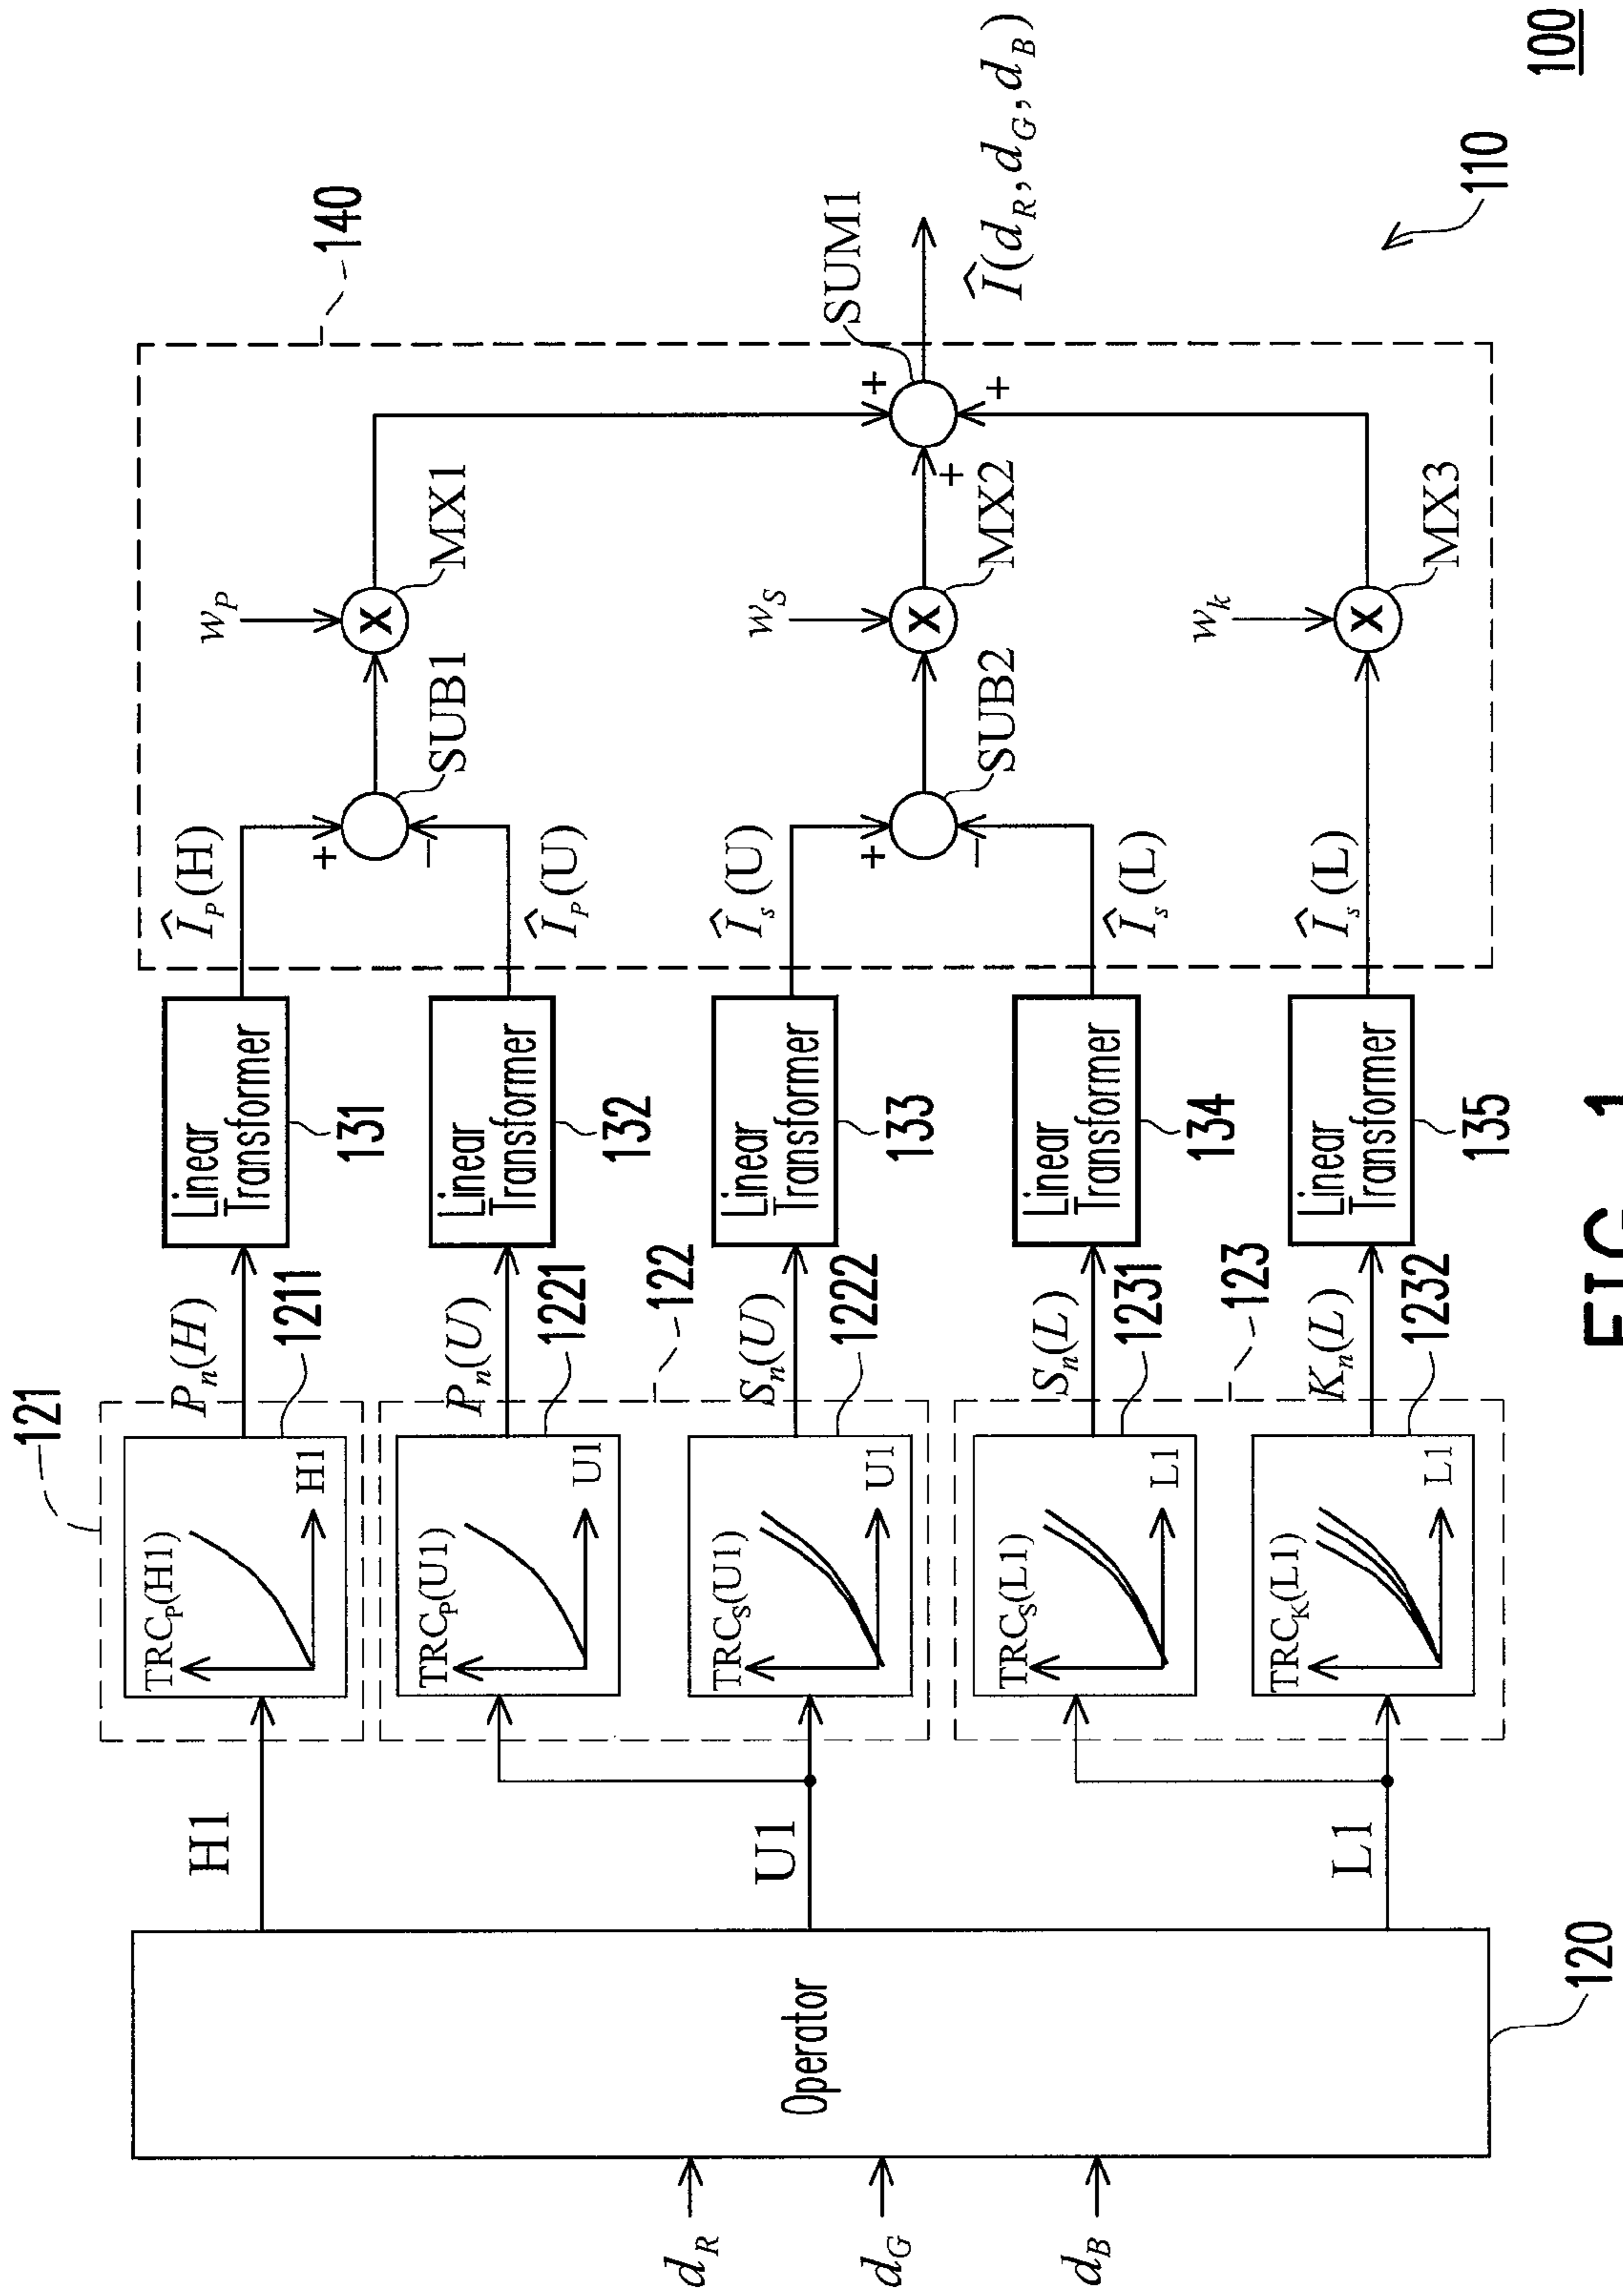 100
110
140
121
H1
TRC_P(H1)
H1
1211
P_n(H)
Linear
Transformer
131
Î_P(H)
+
−
SUB1
w_P
X
MX1
TRC_P(U1)
U1
1221
P_n(U)
Linear
Transformer
132
Î_P(U)
122
d_R
d_G
d_B
Operator
120
U1
TRC_S(U1)
U1
1222
S_n(U)
Linear
Transformer
133
Î_s(U)
+
−
SUB2
w_S
X
MX2
+
+
+
SUM1
Î(d_R, d_G, d_B)
TRC_S(L1)
L1
1231
S_n(L)
Linear
Transformer
134
Î_s(L)
123
L1
TRC_K(L1)
L1
1232
K_n(L)
Linear
Transformer
135
Î_s(L)
w_k
X
MX3
FIG. 1